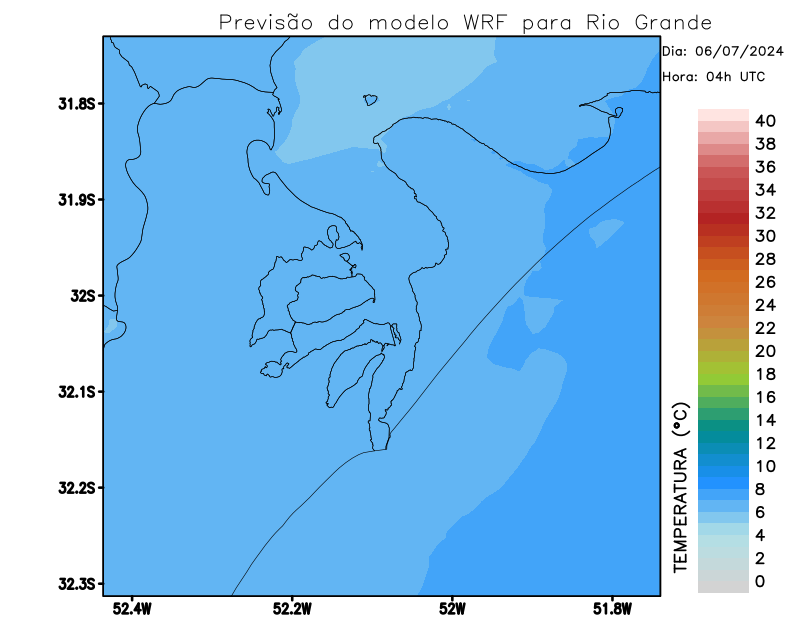 Previsão do modelo WRF para Rio Grande
Dia: 06/07/2024
Hora: 04h UTC
31.8S
31.9S
32S
32.1S
32.2S
32.3S
52.4W
52.2W
52W
51.8W
TEMPERATURA (°C)
40
38
36
34
32
30
28
26
24
22
20
18
16
14
12
10
8
6
4
2
0